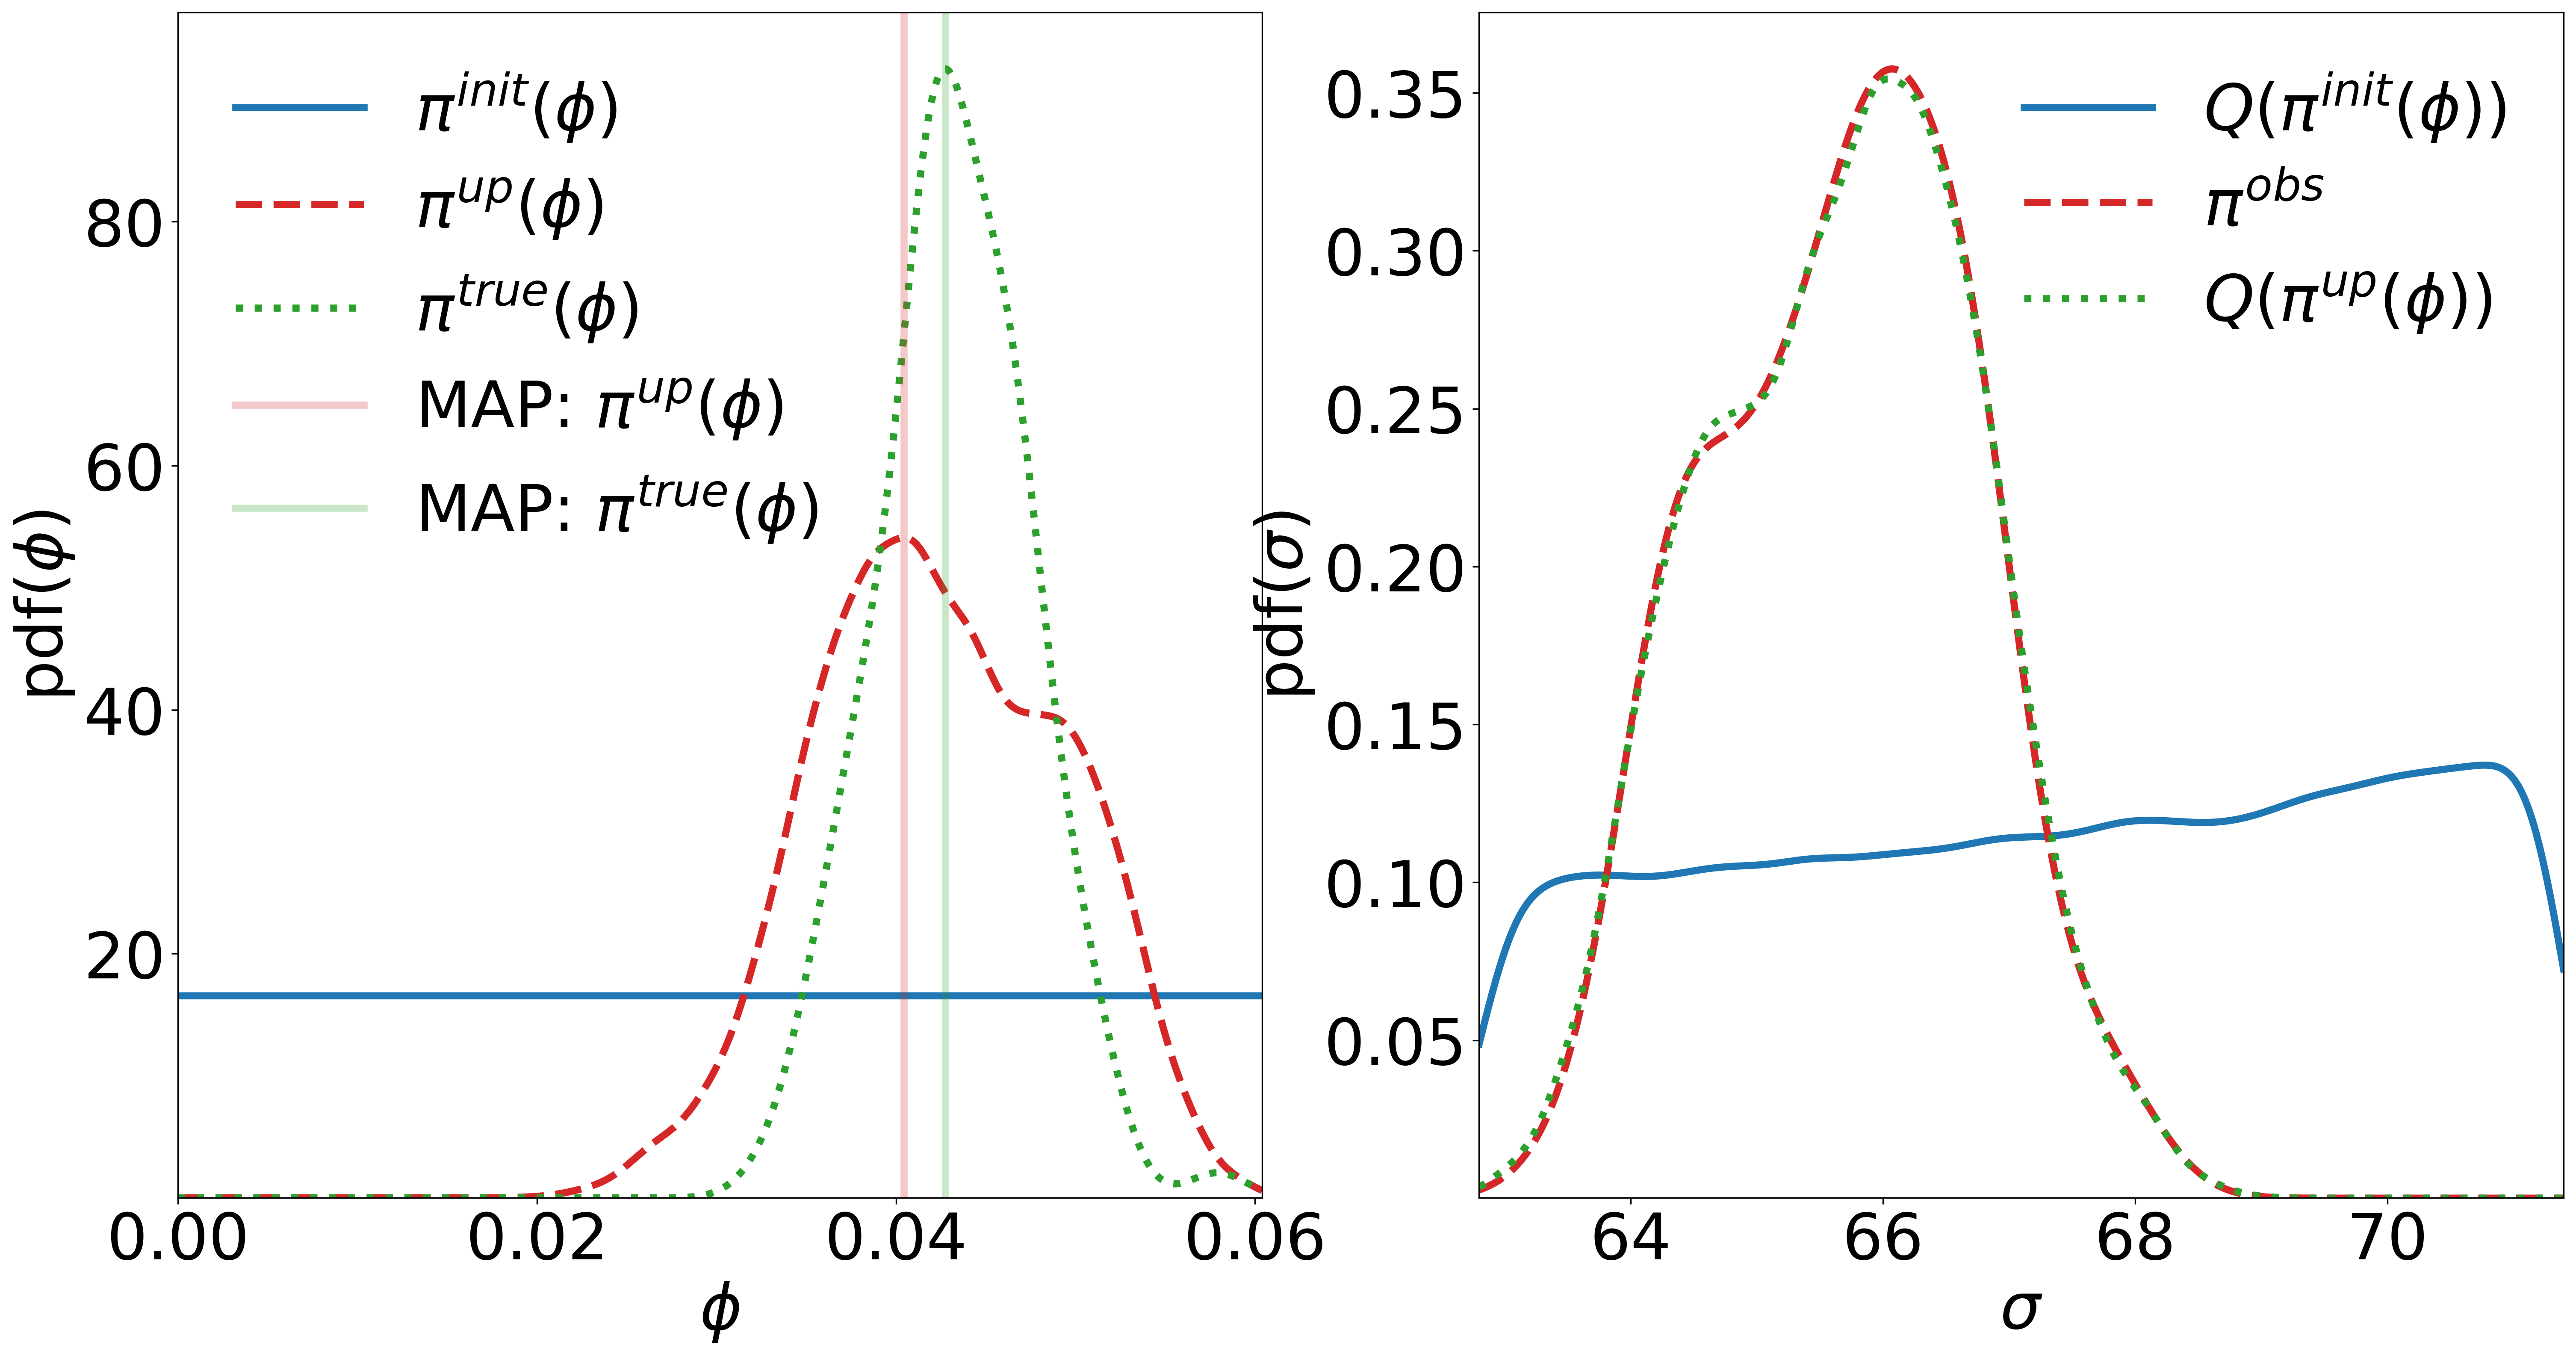 π^{init}(ϕ)
π^{up}(ϕ)
π^{true}(ϕ)
MAP: π^{up}(ϕ)
MAP: π^{true}(ϕ)
80
60
40
20
pdf(ϕ)
0.00 0.02 0.04 0.06
ϕ
Q(π^{init}(ϕ))
π^{obs}
Q(π^{up}(ϕ))
0.35
0.30
0.25
0.20
0.15
0.10
0.05
pdf(σ)
64 66 68 70
σ